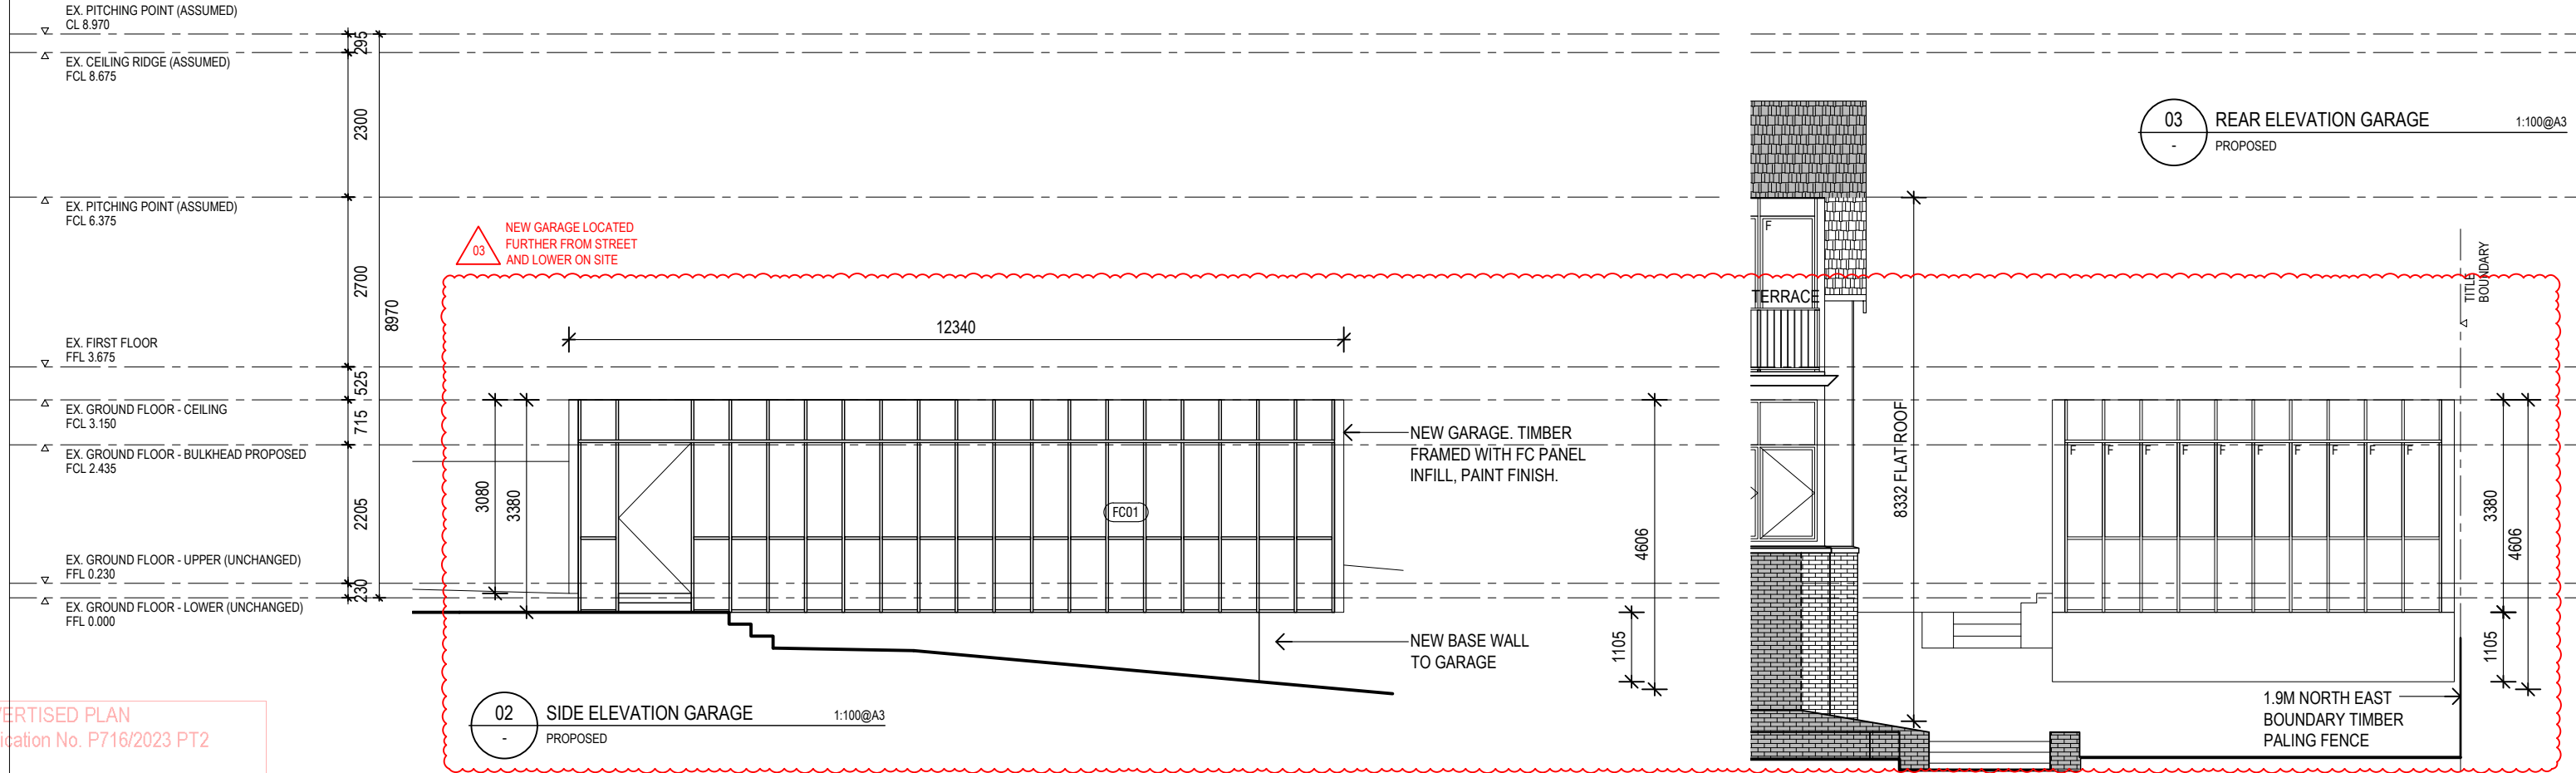 EX. PITCHING POINT (ASSUMED)
CL 8.970
EX. CEILING RIDGE (ASSUMED)
FCL 8.675
EX. PITCHING POINT (ASSUMED)
FCL 6.375
EX. FIRST FLOOR
FFL 3.675
EX. GROUND FLOOR - CEILING
FCL 3.150
EX. GROUND FLOOR - BULKHEAD PROPOSED
FCL 2.435
EX. GROUND FLOOR - UPPER (UNCHANGED)
FFL 0.230
EX. GROUND FLOOR - LOWER (UNCHANGED)
FFL 0.000
295
2300
2700
525
715
2205
230
8970
03
NEW GARAGE LOCATED
FURTHER FROM STREET
AND LOWER ON SITE
12340
3080
3380
FC01
NEW GARAGE. TIMBER
FRAMED WITH FC PANEL
INFILL, PAINT FINISH.
NEW BASE WALL
TO GARAGE
4606
1105
02
-
SIDE ELEVATION GARAGE
1:100@A3
PROPOSED
VERTISED PLAN
ication No. P716/2023 PT2
03
-
REAR ELEVATION GARAGE
1:100@A3
PROPOSED
F
TERRACE
8332 FLAT ROOF
TITLE
BOUNDARY
F F F F F F F F F F
3380
4606
1105
1.9M NORTH EAST
BOUNDARY TIMBER
PALING FENCE